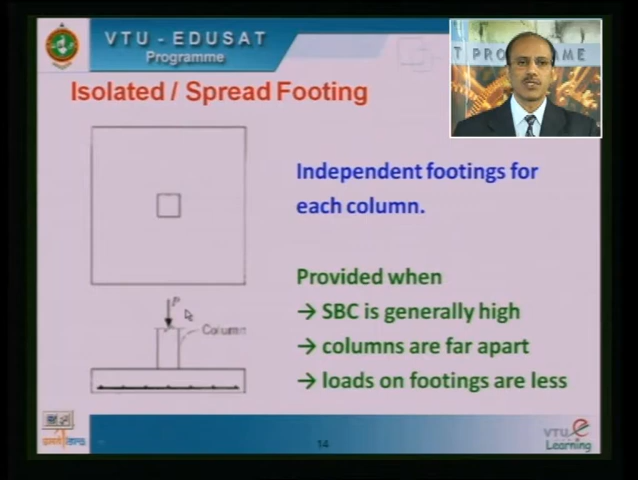 VTU - EDUSAT
Programme
T PROGRAMME
Isolated / Spread Footing
Independent footings for
each column.
Provided when
→ SBC is generally high
→ columns are far apart
→ loads on footings are less
P
Column
14
VTU e
Learning